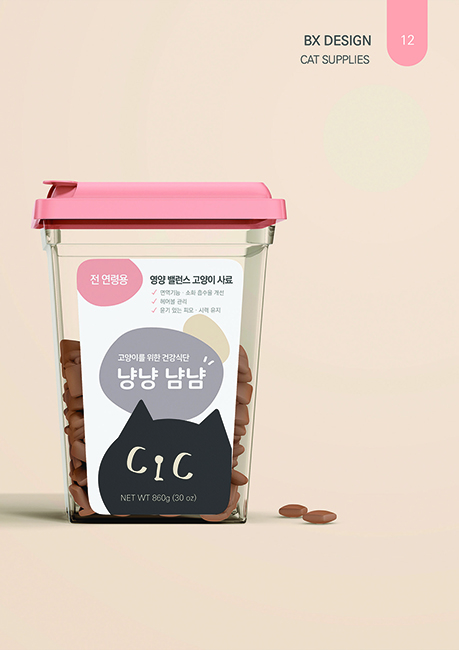 BX DESIGN
12
CAT SUPPLIES
전 연령용
영양 밸런스 고양이 사료
면역기능 · 소화 흡수율 개선
헤어볼 관리
윤기 있는 피모 · 시력 유지
고양이를 위한 건강식단
냥냥 냠냠
CIC
NET WT 860g (30 oz)